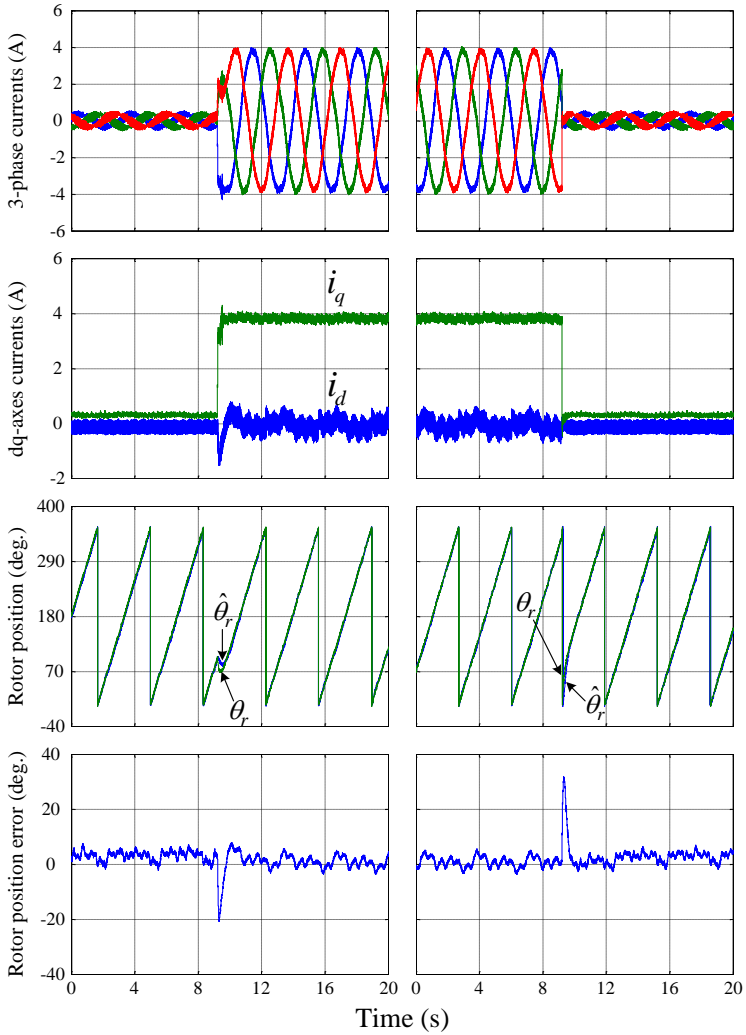 3-phase currents (A)
6
4
2
0
-2
-4
-6
dq-axes currents (A)
6
4
2
0
-2
i_q
i_d
Rotor position (deg.)
400
290
180
70
-40
θ̂_r
θ_r
θ_r
θ̂_r
Rotor position error (deg.)
40
20
0
-20
-40
0 4 8 12 16 20
0 4 8 12 16 20
Time (s)